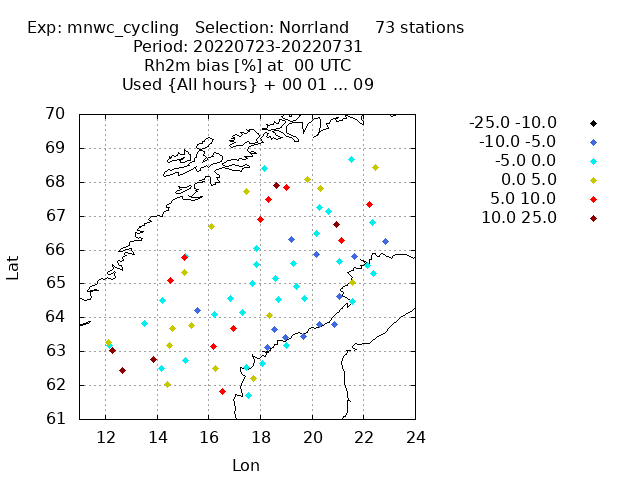 Exp: mnwc_cycling   Selection: Norrland     73 stations
Period: 20220723-20220731
Rh2m bias [%] at  00 UTC
Used {All hours} + 00 01 ... 09
-25.0 -10.0
-10.0 -5.0
-5.0 0.0
0.0 5.0
5.0 10.0
10.0 25.0
Lat
70
69
68
67
66
65
64
63
62
61
12 14 16 18 20 22 24
Lon